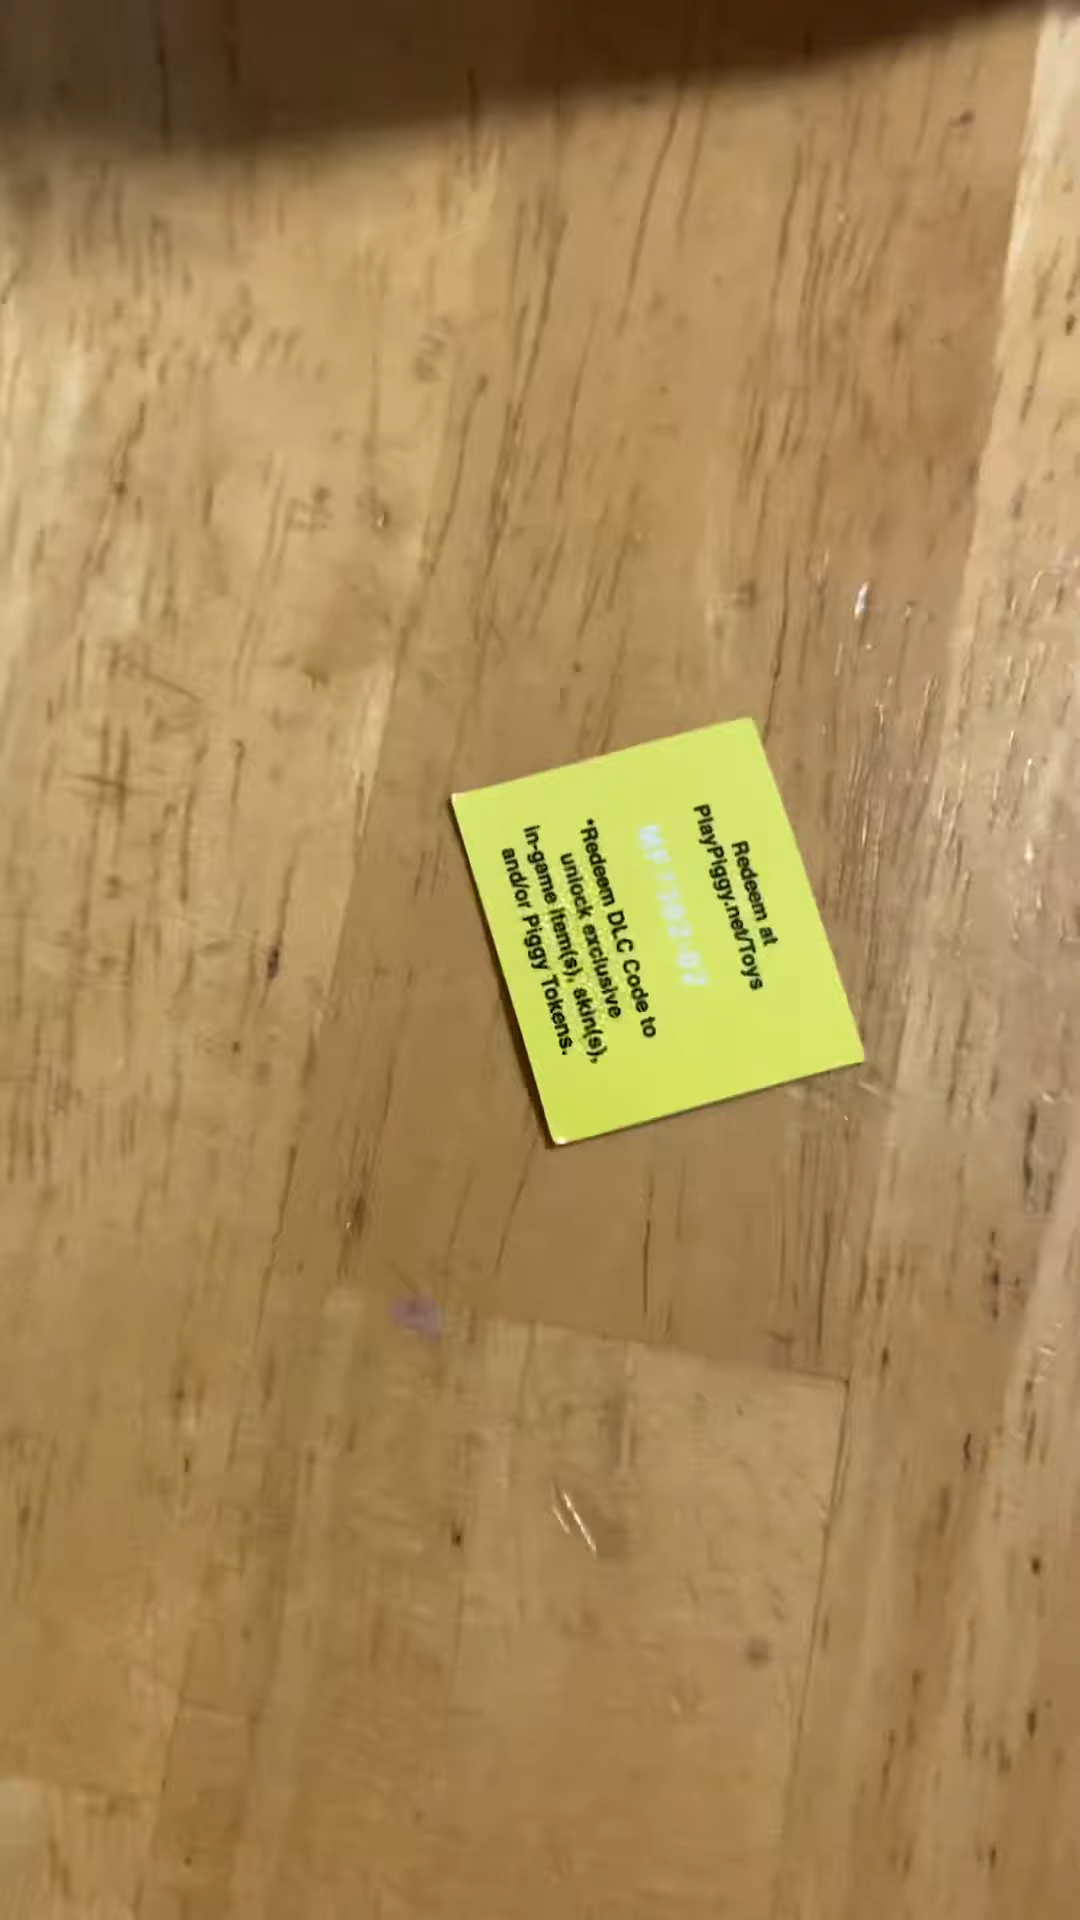 Redeem at
PlayPiggy.net/Toys
*Redeem DLC Code to
unlock exclusive
in-game item(s), skin(s),
and/or Piggy Tokens.